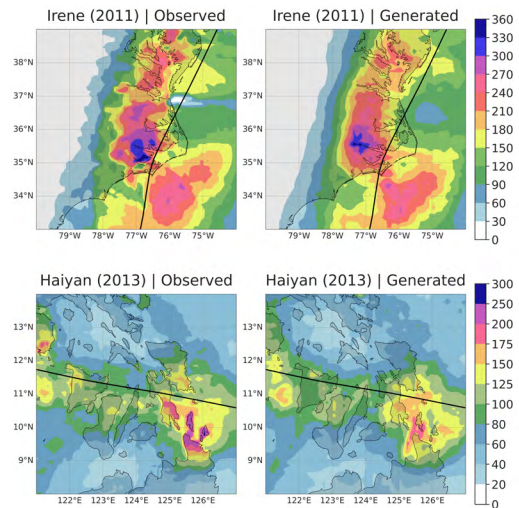 Irene (2011) | Observed
Irene (2011) | Generated
38°N
37°N
36°N
35°N
34°N
79°W 78°W 77°W 76°W 75°W
38°N
37°N
36°N
35°N
34°N
79°W 78°W 77°W 76°W 75°W
360
330
300
270
240
210
180
150
120
90
60
30
0
Haiyan (2013) | Observed
Haiyan (2013) | Generated
13°N
12°N
11°N
10°N
9°N
122°E 123°E 124°E 125°E 126°E
13°N
12°N
11°N
10°N
9°N
122°E 123°E 124°E 125°E 126°E
300
250
200
175
150
125
100
80
60
40
20
0